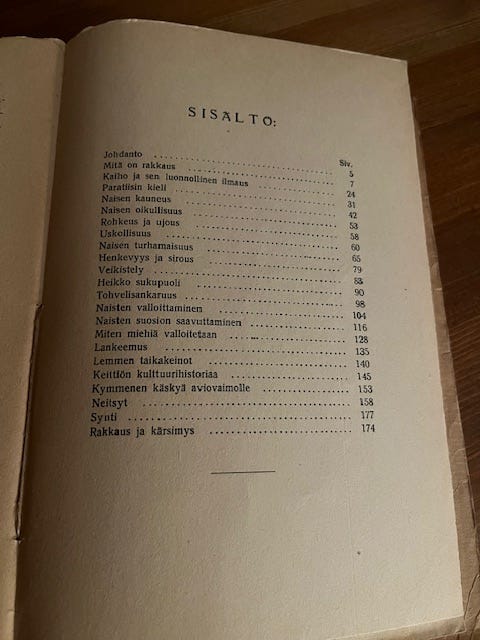 SISÄLTÖ:
Siv.
Johdanto ........ 5
Mitä on rakkaus ........ 7
Kaiho ja sen luonnollinen ilmaus ........ 24
Paratiisin kieli ........ 31
Naisen kauneus ........ 42
Naisen oikullisuus ........ 53
Rohkeus ja ujous ........ 58
Uskollisuus ........ 60
Naisen turhamaisuus ........ 65
Henkevyys ja sirous ........ 79
Veikistely ........ 83
Heikko sukupuoli ........ 90
Tohvelisankaruus ........ 98
Naisten valloittaminen ........ 104
Naisten suosion saavuttaminen ........ 116
Miten miehiä valloitetaan ........ 128
Lankeemus ........ 135
Lemmen taikakeinot ........ 140
Keittiön kulttuurihistoriaa ........ 145
Kymmenen käskyä aviovaimolle ........ 153
Neitsyt ........ 158
Synti ........ 177
Rakkaus ja kärsimys ........ 174